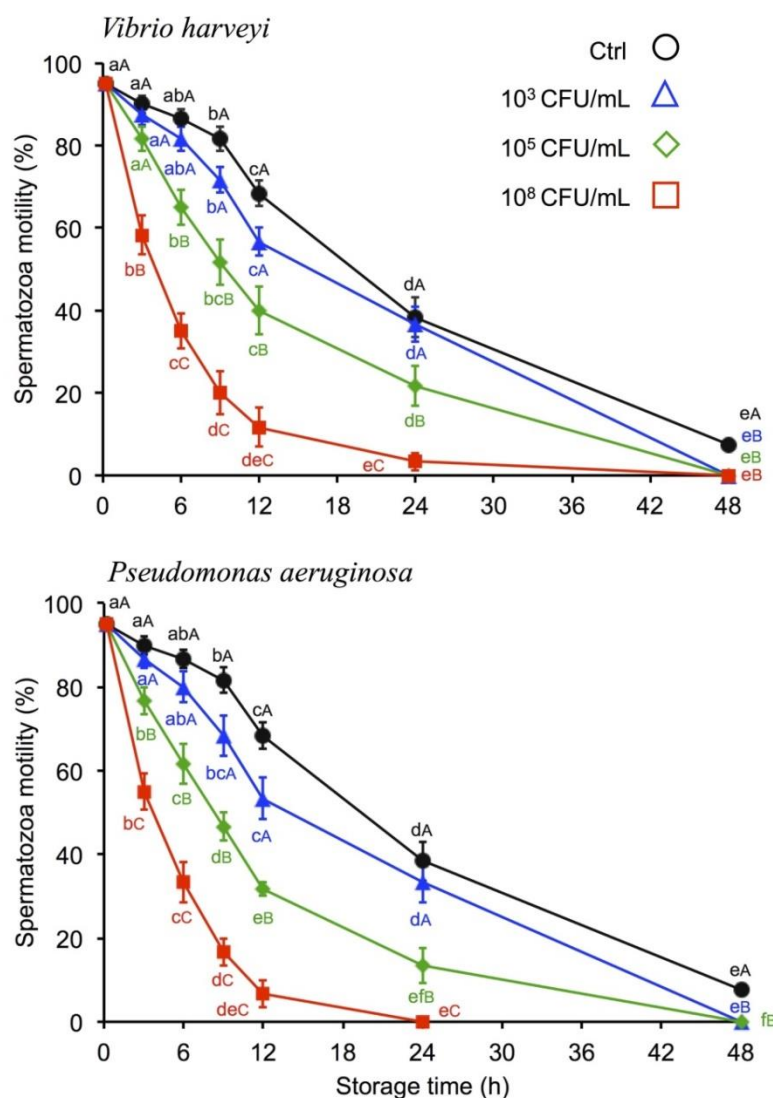 Vibrio harveyi
Ctrl
10³ CFU/mL
10⁵ CFU/mL
10⁸ CFU/mL
Spermatozoa motility (%)
100
80
60
40
20
0
aA
aA
abA
bA
cA
dA
eA
aA
abA
bA
cA
dA
eB
aA
bB
bcB
cB
dB
eB
bB
cC
dC
deC
eC
eB
0 6 12 18 24 30 36 42 48
Pseudomonas aeruginosa
Spermatozoa motility (%)
100
80
60
40
20
0
aA
aA
abA
bA
cA
dA
eA
aA
abA
bcA
cA
dA
eB
bB
cB
dB
eB
efB
fB
bC
cC
dC
deC
eC
0 6 12 18 24 30 36 42 48
Storage time (h)